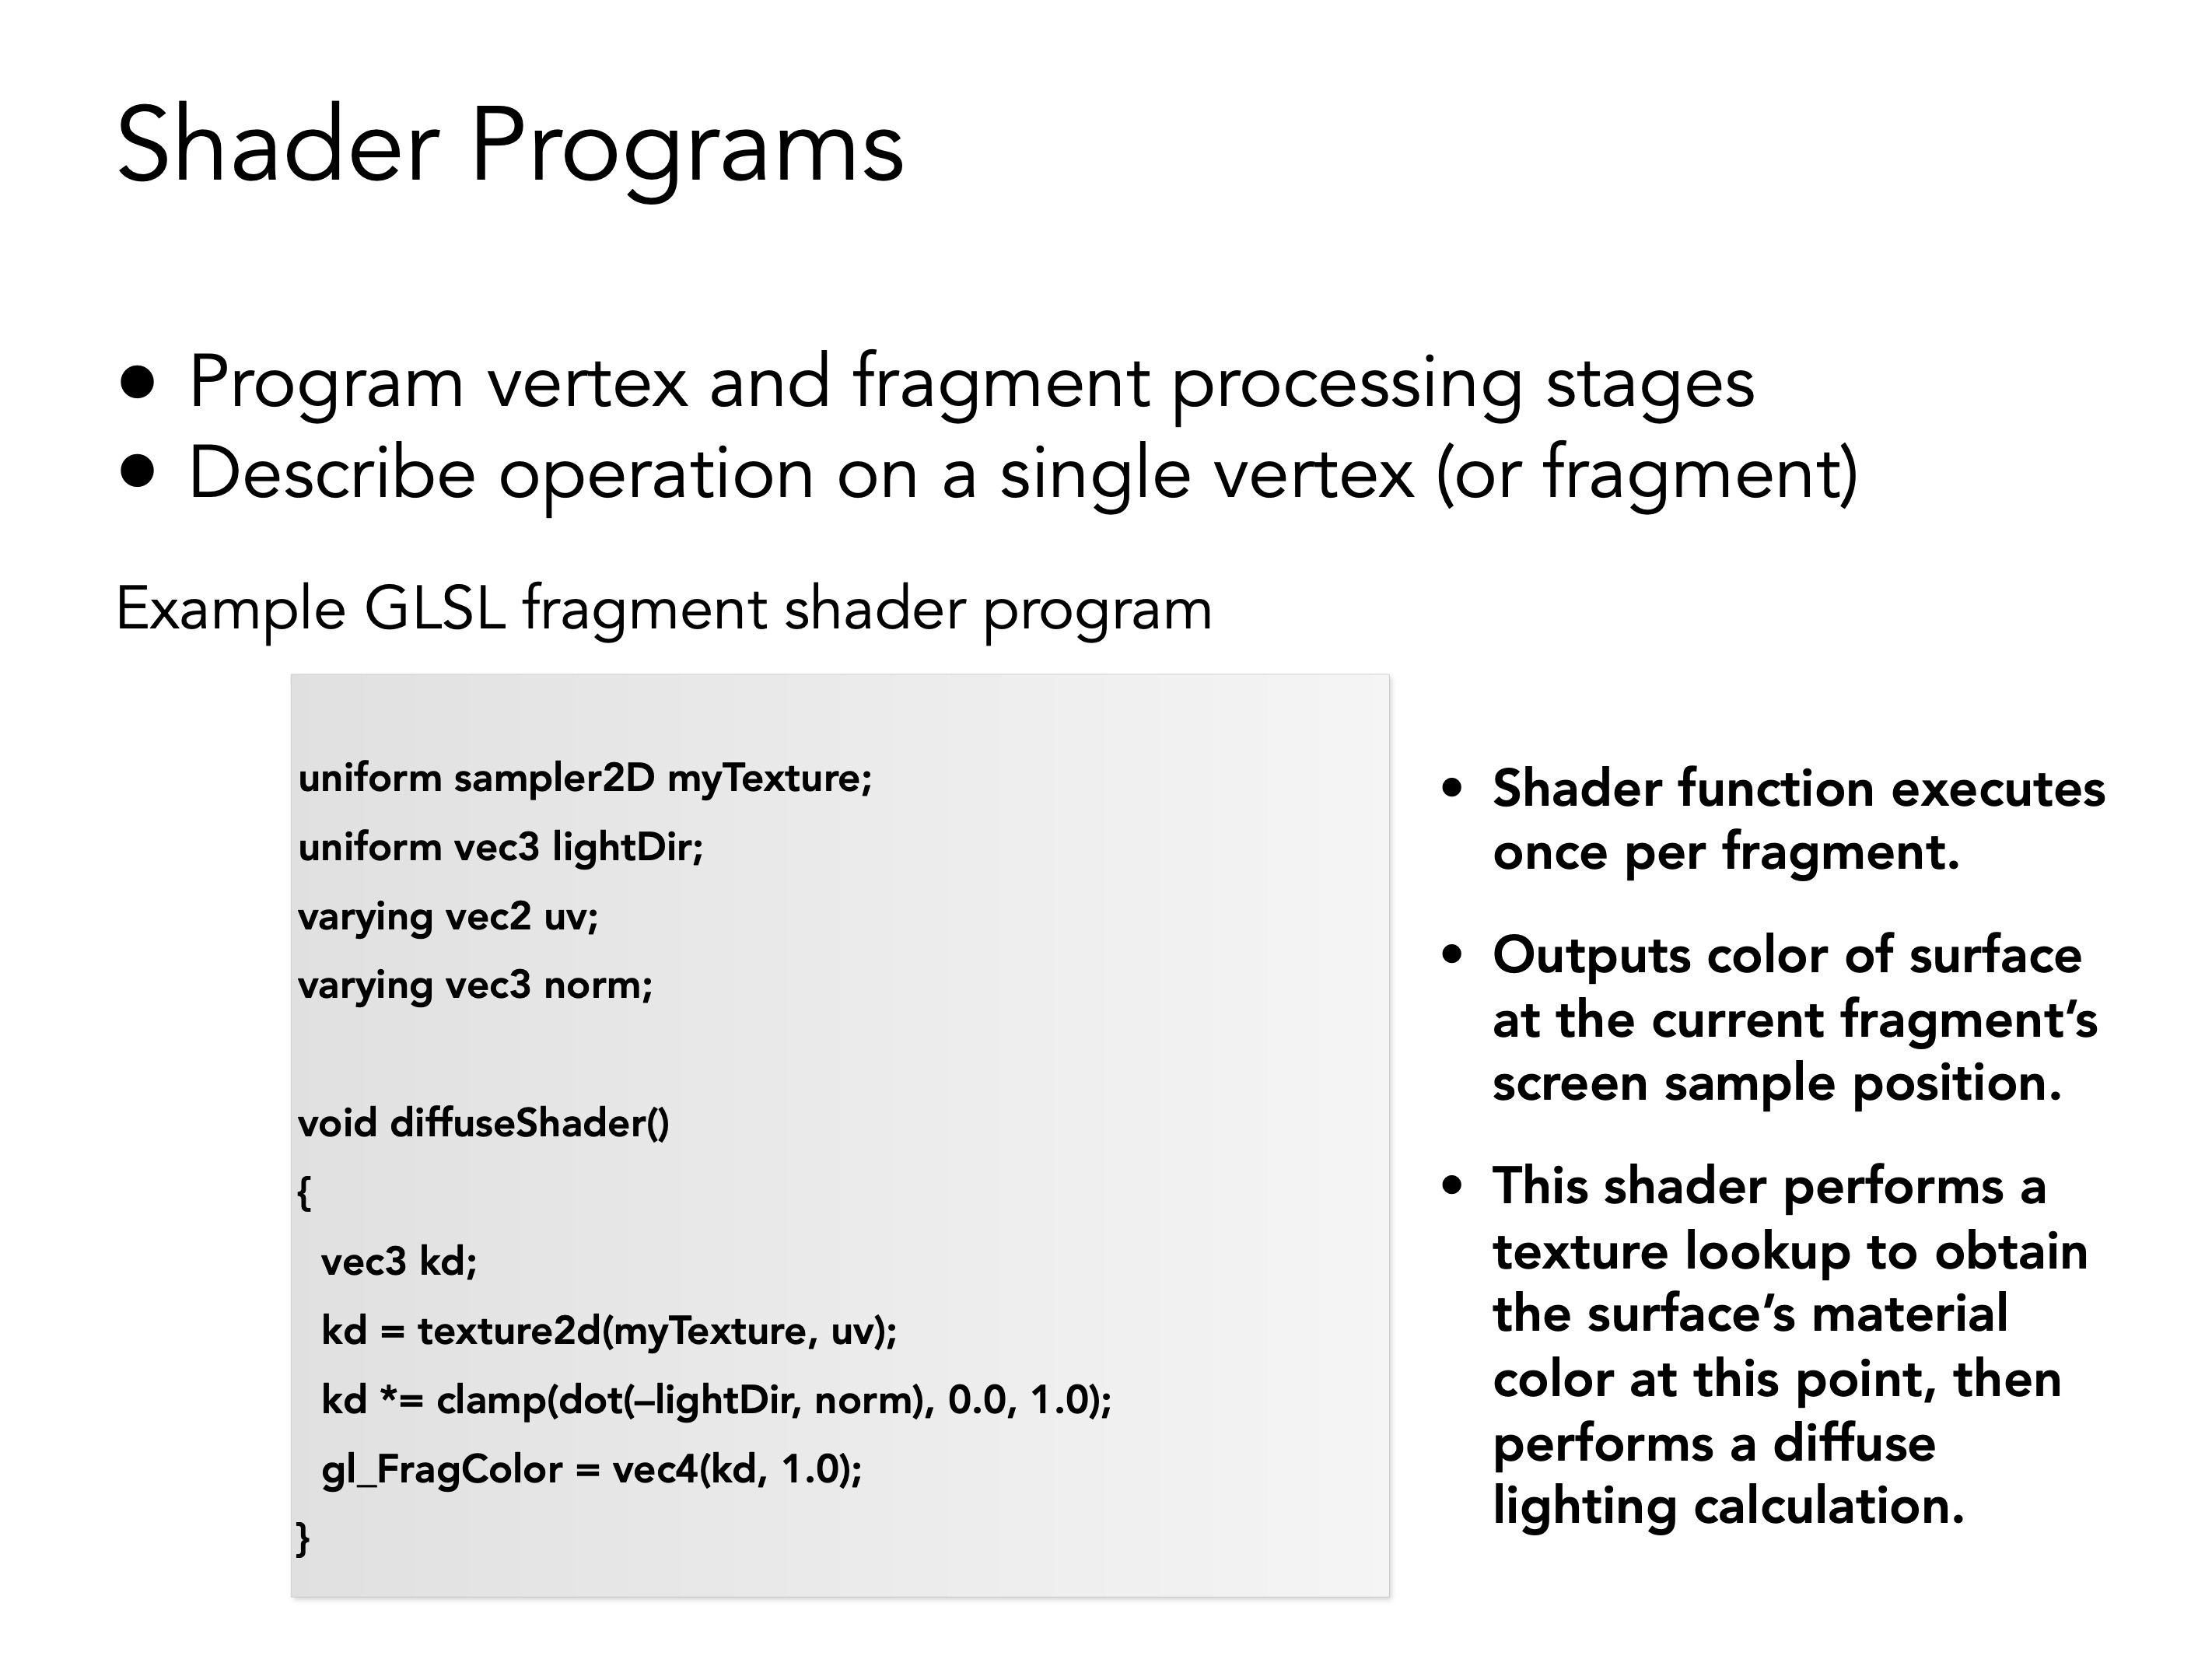 Shader Programs
● Program vertex and fragment processing stages
● Describe operation on a single vertex (or fragment)
Example GLSL fragment shader program
uniform sampler2D myTexture;
uniform vec3 lightDir;
varying vec2 uv;
varying vec3 norm;
void diffuseShader()
{
vec3 kd;
kd = texture2d(myTexture, uv);
kd *= clamp(dot(–lightDir, norm), 0.0, 1.0);
gl_FragColor = vec4(kd, 1.0);
}
• Shader function executes
once per fragment.
• Outputs color of surface
at the current fragment’s
screen sample position.
• This shader performs a
texture lookup to obtain
the surface’s material
color at this point, then
performs a diffuse
lighting calculation.